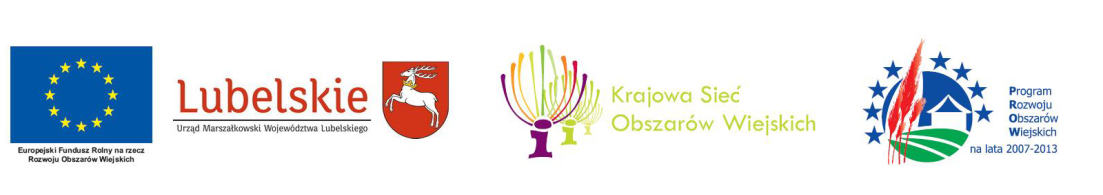 Europejski Fundusz Rolny na rzecz
Rozwoju Obszarów Wiejskich
Lubelskie
Urząd Marszałkowski Województwa Lubelskiego
Krajowa Sieć
Obszarów Wiejskich
Program
Rozwoju
Obszarów
Wiejskich
na lata 2007-2013